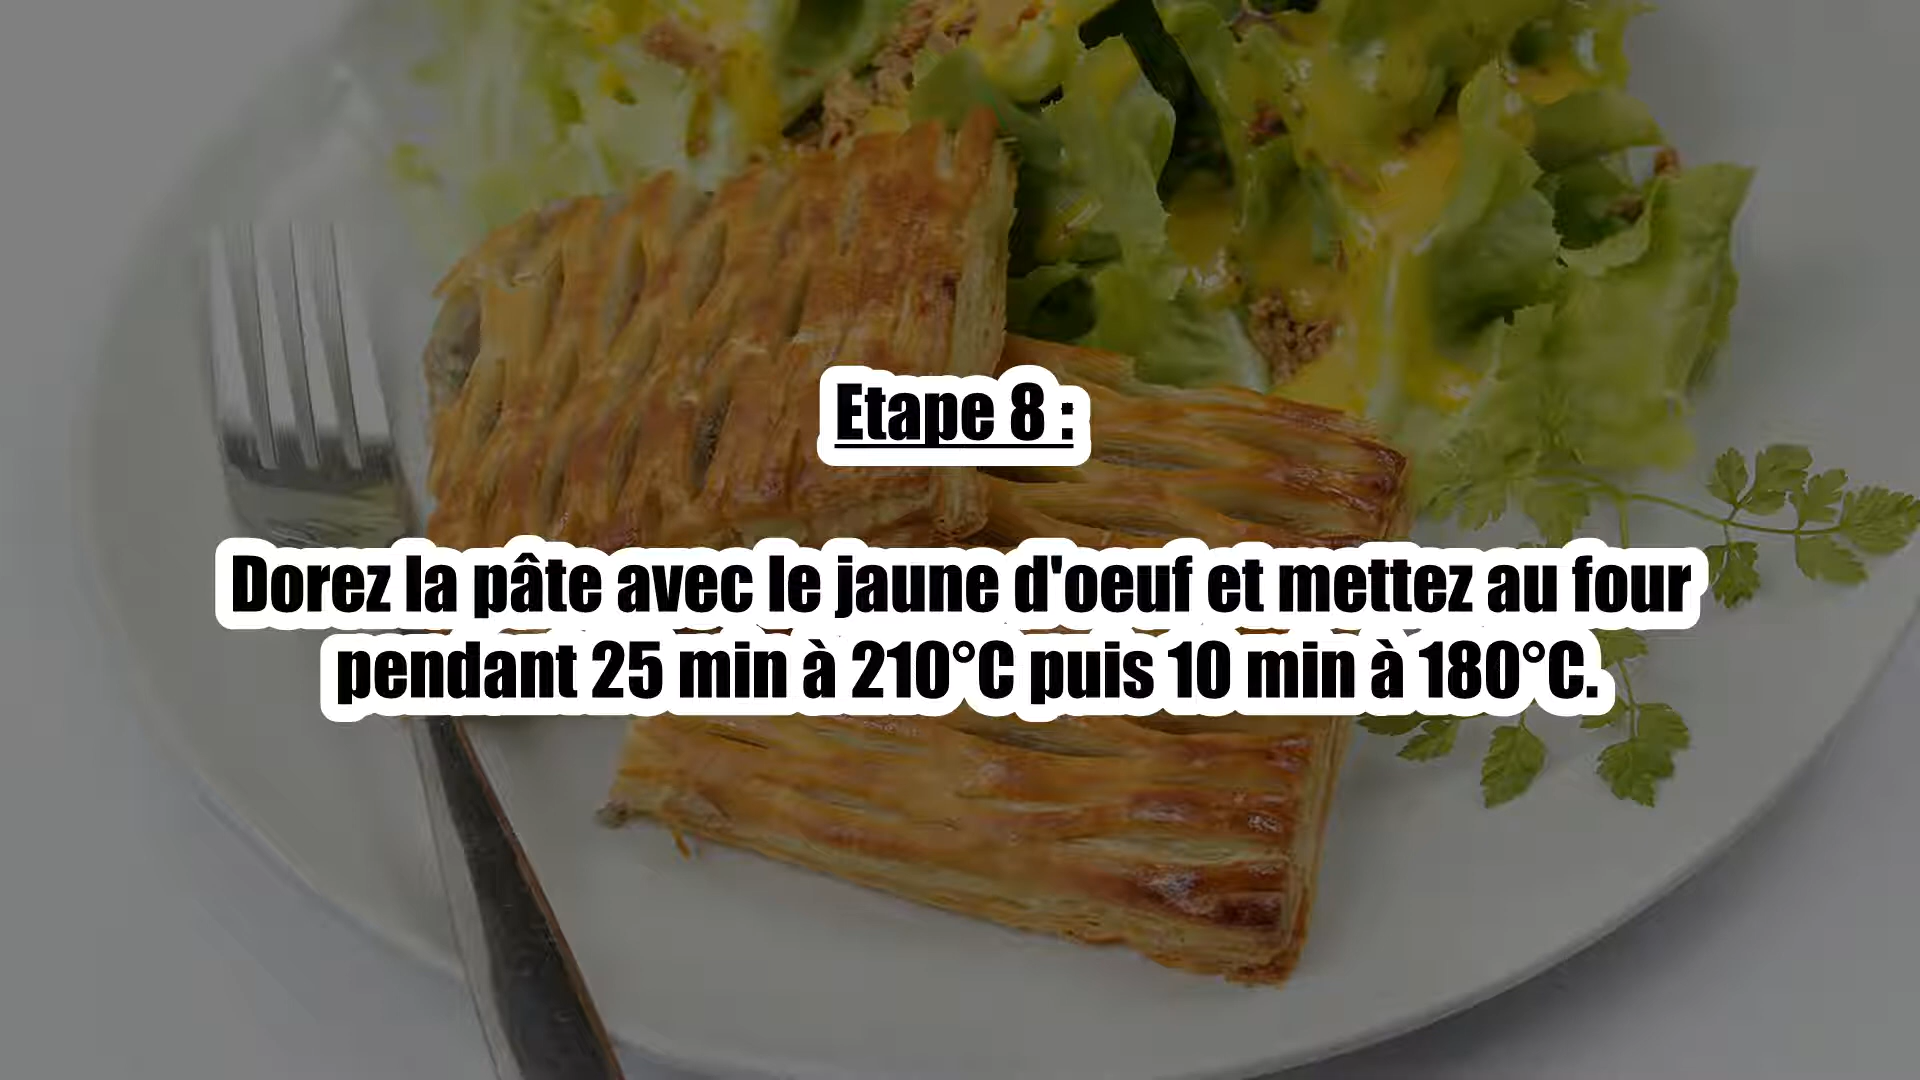 Etape 8 :
Dorez la pâte avec le jaune d'oeuf et mettez au four
pendant 25 min à 210°C puis 10 min à 180°C.